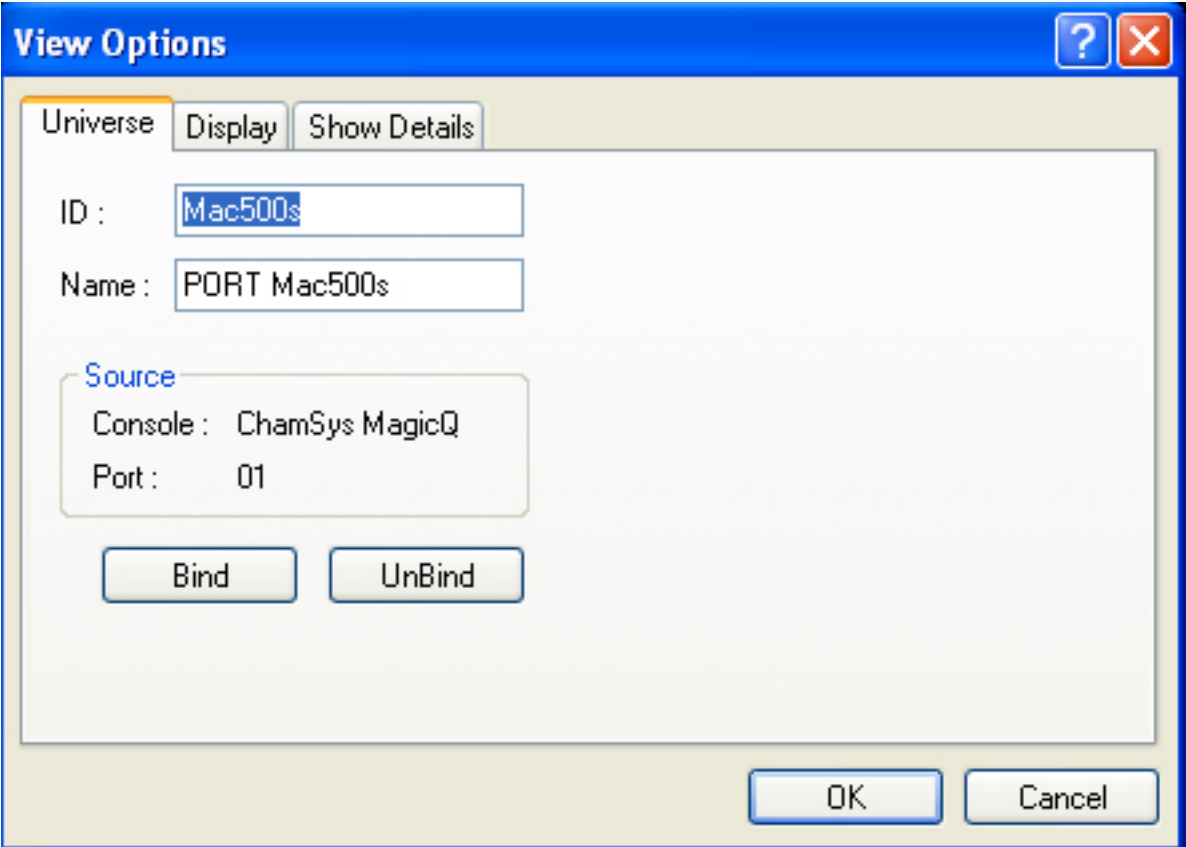 View Options
?
Universe Display Show Details
ID : Mac500s
Name : PORT Mac500s
Source
Console : ChamSys MagicQ
Port : 01
Bind UnBind
OK Cancel